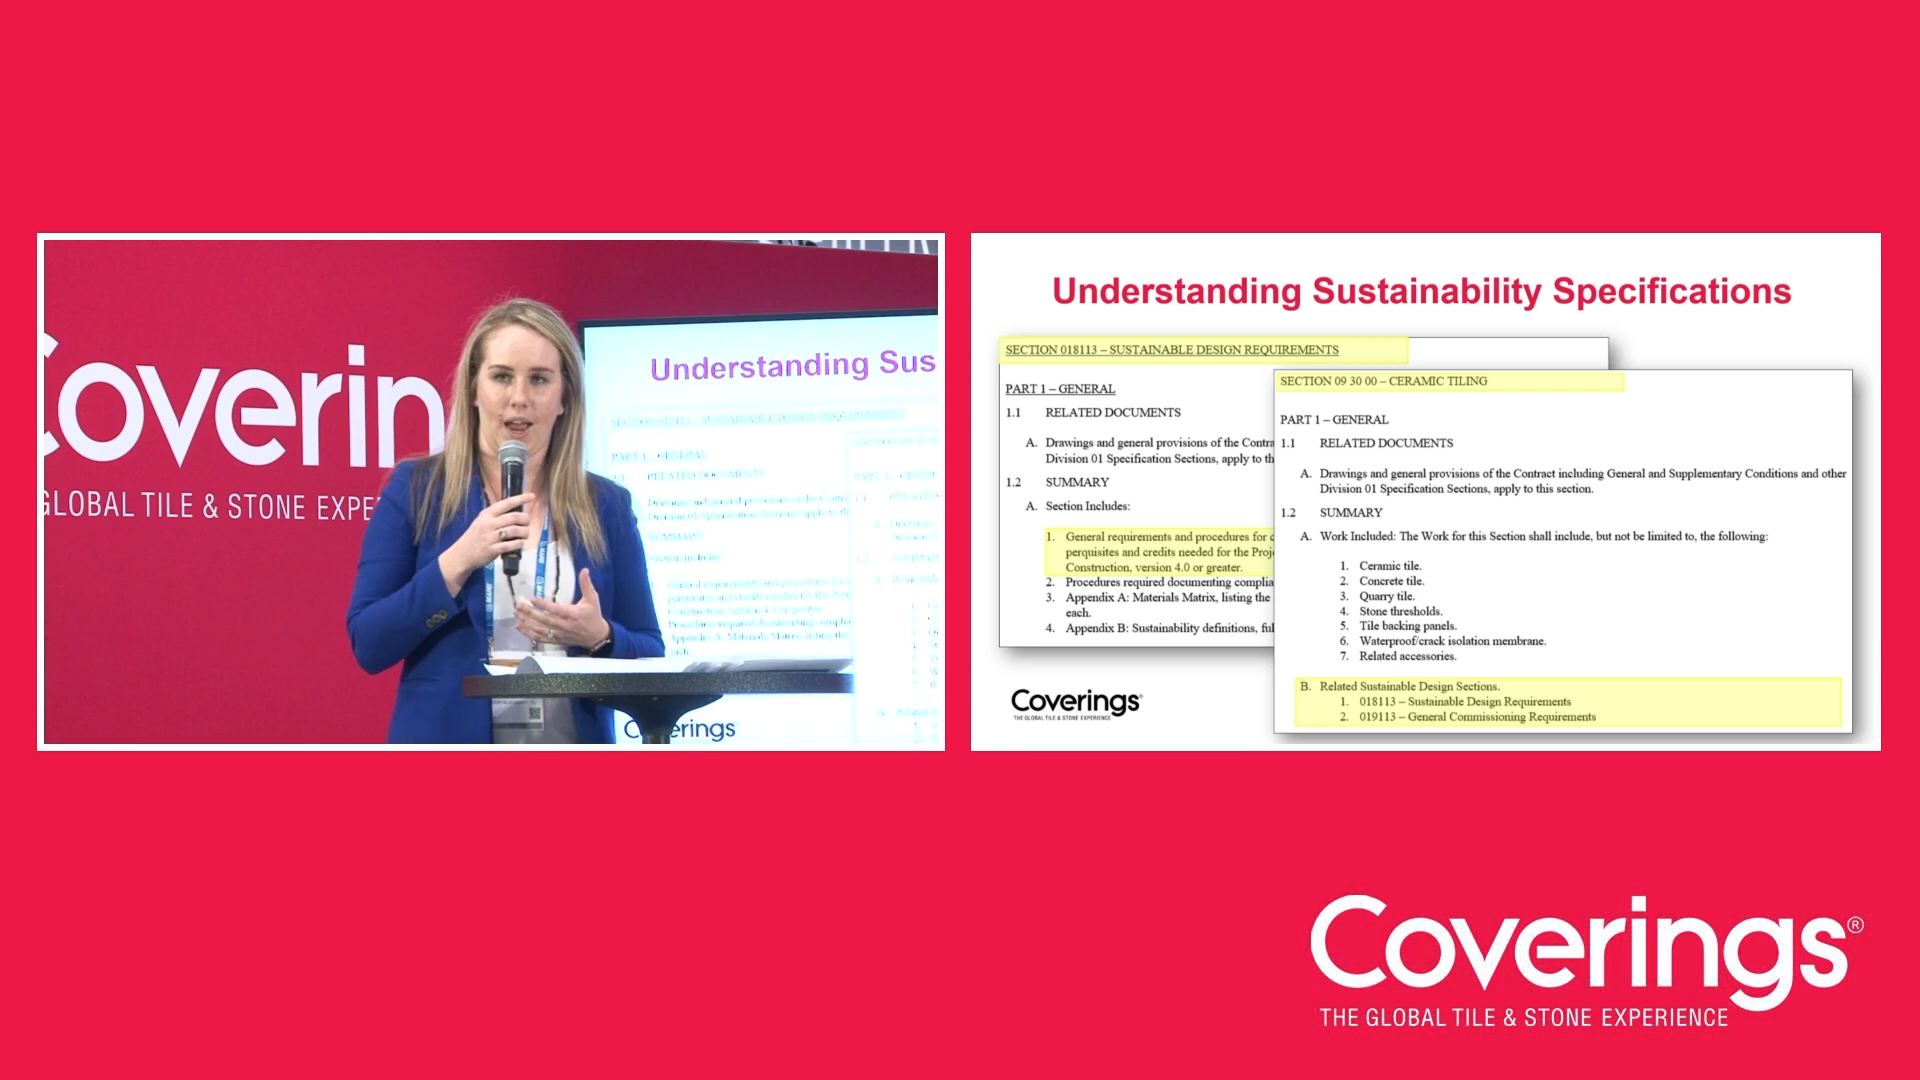 overin
GLOBAL TILE & STONE EXPE
Understanding Sus
erings
Understanding Sustainability Specifications
SECTION 018113 – SUSTAINABLE DESIGN REQUIREMENTS
PART 1 – GENERAL
1.1 RELATED DOCUMENTS
A. Drawings and general provisions of the Contra
Division 01 Specification Sections, apply to th
1.2 SUMMARY
A. Section Includes:
1. General requirements and procedures for c
perquisites and credits needed for the Proje
Construction, version 4.0 or greater.
2. Procedures required documenting complia
3. Appendix A: Materials Matrix, listing the
each.
4. Appendix B: Sustainability definitions, ful
SECTION 09 30 00 – CERAMIC TILING
PART 1 – GENERAL
1.1 RELATED DOCUMENTS
A. Drawings and general provisions of the Contract including General and Supplementary Conditions and other
Division 01 Specification Sections, apply to this section.
1.2 SUMMARY
A. Work Included: The Work for this Section shall include, but not be limited to, the following:
1. Ceramic tile.
2. Concrete tile.
3. Quarry tile.
4. Stone thresholds.
5. Tile backing panels.
6. Waterproof/crack isolation membrane.
7. Related accessories.
B. Related Sustainable Design Sections.
1. 018113 – Sustainable Design Requirements
2. 019113 – General Commissioning Requirements
Coverings®
THE GLOBAL TILE & STONE EXPERIENCE
Coverings®
THE GLOBAL TILE & STONE EXPERIENCE